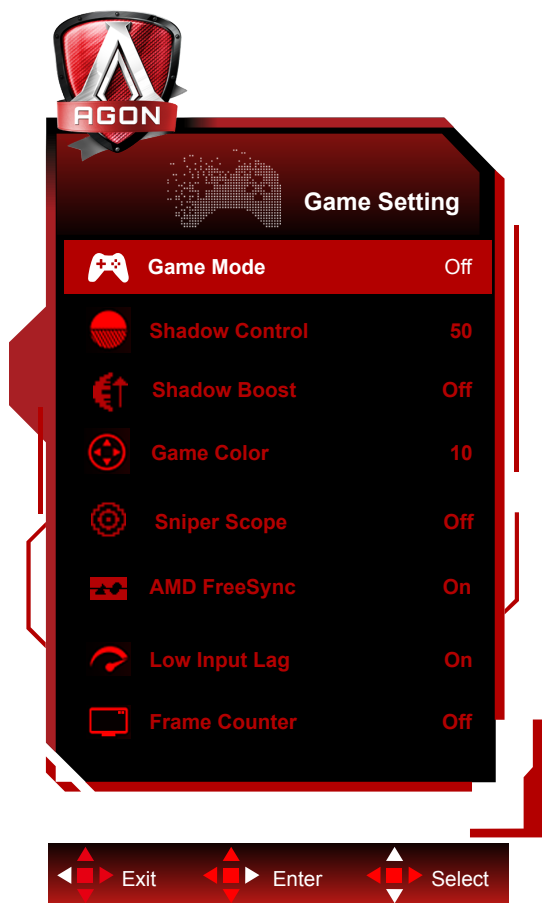 AGON
Game Setting
Game Mode Off
Shadow Control 50
Shadow Boost Off
Game Color 10
Sniper Scope Off
AMD FreeSync On
Low Input Lag On
Frame Counter Off
Exit Enter Select